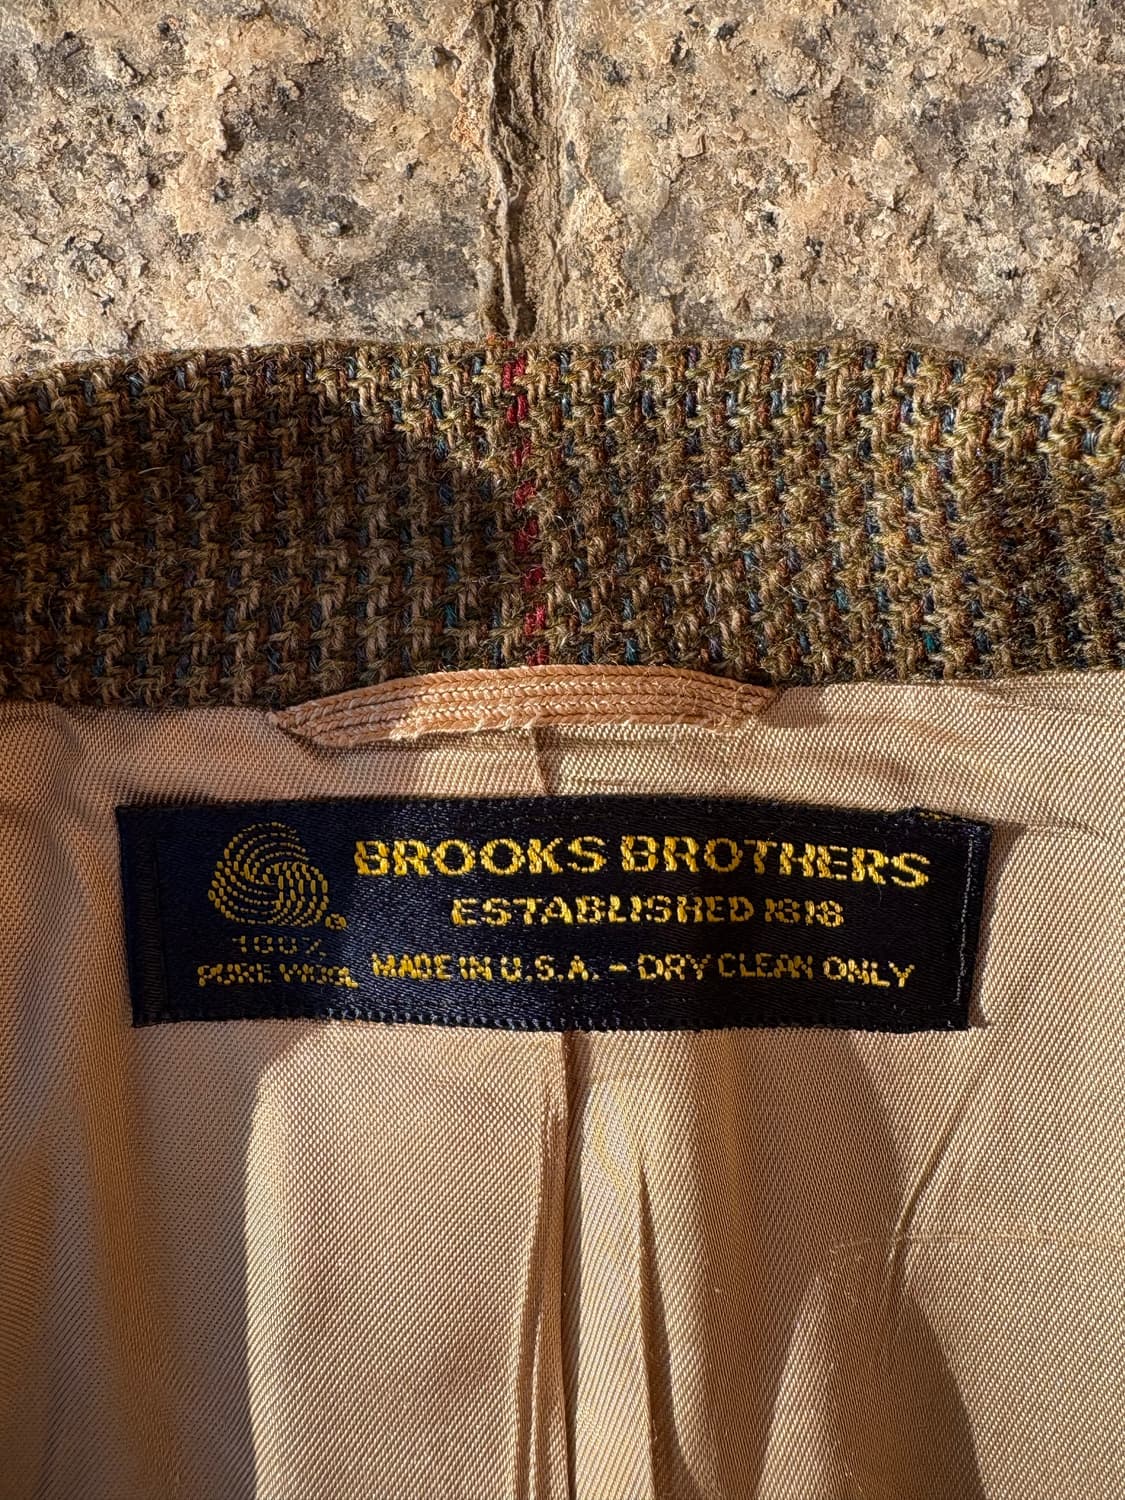 BROOKS BROTHERS
ESTABLISHED 1818
100%
PURE WOOL
MADE IN U.S.A. - DRY CLEAN ONLY